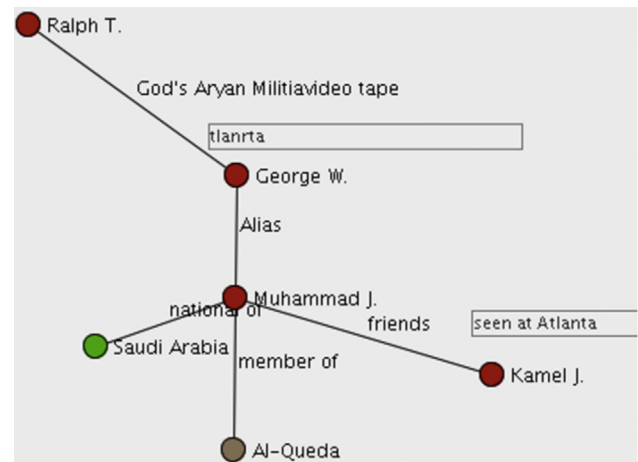 Ralph T.
God's Aryan Militiavideo tape
tlanrta
George W.
Alias
Muhammad J.
national of
friends
seen at Atlanta
Saudi Arabia
member of
Kamel J.
Al-Queda